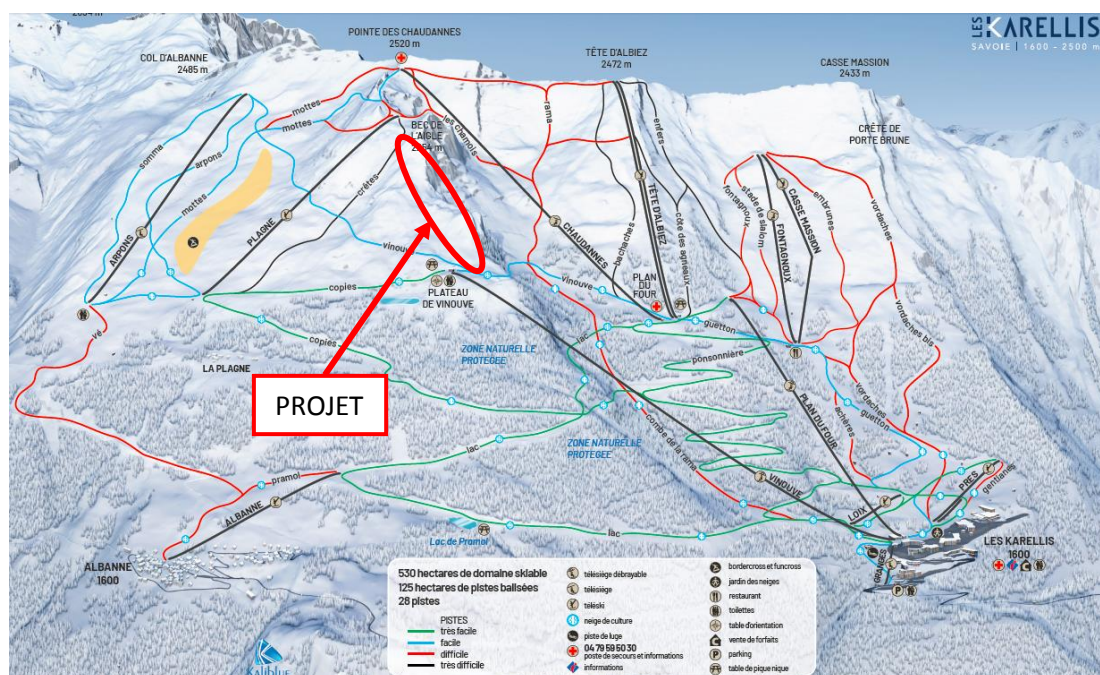 LES KARELLIS
SAVOIE | 1600 - 2500 m
POINTE DES CHAUDANNES
2520 m
COL D'ALBANNE
2485 m
TÊTE D'ALBIEZ
2472 m
CASSE MASSION
2433 m
CRÊTE DE
PORTE BRUNE
BEC DE
L'AIGLE
mottes
mottes
les chamois
rama
enfers
somma
arpons
mottes
crêtes
ARPONS
PLAGNE
CHAUDANNES
TÊTE D'ALBIEZ
bachaches
côte des agneaux
fontagnoux
stade de slalom
FONTAGNOUX
CASSE MASSION
embrunes
vordaches
vordaches bis
vinouve
vinouve
copies
PLATEAU
DE VINOUVE
PLAN
DU
FOUR
guetton
vé
copies
ZONE NATURELLE
PROTEGEE
lac
ponsonnière
LA PLAGNE
PROJET
PLAN DU FOUR
achères
vordaches
guetton
combe de la rama
ZONE NATURELLE
PROTEGEE
lac
pramol
ALBANNE
VINOUVE
LOIX
PRES
gentianes
Lac de Pramol
lac
GRANGES
LES KARELLIS
1600
ALBANNE
1600
530 hectares de domaine skiable
125 hectares de pistes balisées
28 pistes
PISTES
très facile
facile
difficile
très difficile
télésiège débrayable
télésiège
téléski
neige de culture
piste de luge
04 79 59 50 30
poste de secours et informations
informations
bordercross et funcross
jardin des neiges
restaurant
toilettes
table d'orientation
vente de forfaits
P parking
table de pique nique
Kaliblue